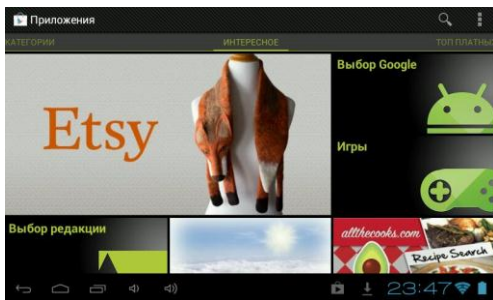 Приложения
КАТЕГОРИИ
ИНТЕРЕСНОЕ
ТОП ПЛАТНЫ
Etsy
Выбор Google
Игры
Выбор редакции
allthecooks.com
Recipe Search
23:47